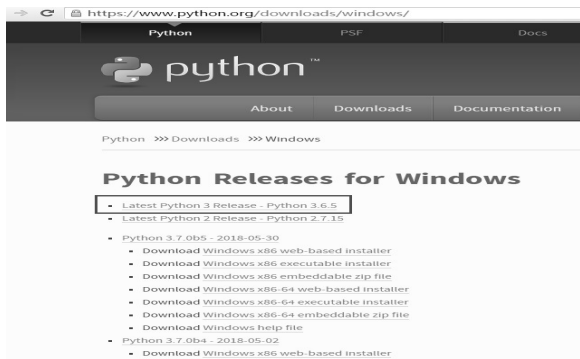 https://www.python.org/downloads/windows/
Python PSF Docs
python™
About Downloads Documentation
Python >>> Downloads >>> Windows
Python Releases for Windows
Latest Python 3 Release - Python 3.6.5
Latest Python 2 Release - Python 2.7.15
Python 3.7.0b5 - 2018-05-30
Download Windows x86 web-based installer
Download Windows x86 executable installer
Download Windows x86 embeddable zip file
Download Windows x86-64 web-based installer
Download Windows x86-64 executable installer
Download Windows x86-64 embeddable zip file
Download Windows help file
Python 3.7.0b4 - 2018-05-02
Download Windows x86 web-based installer